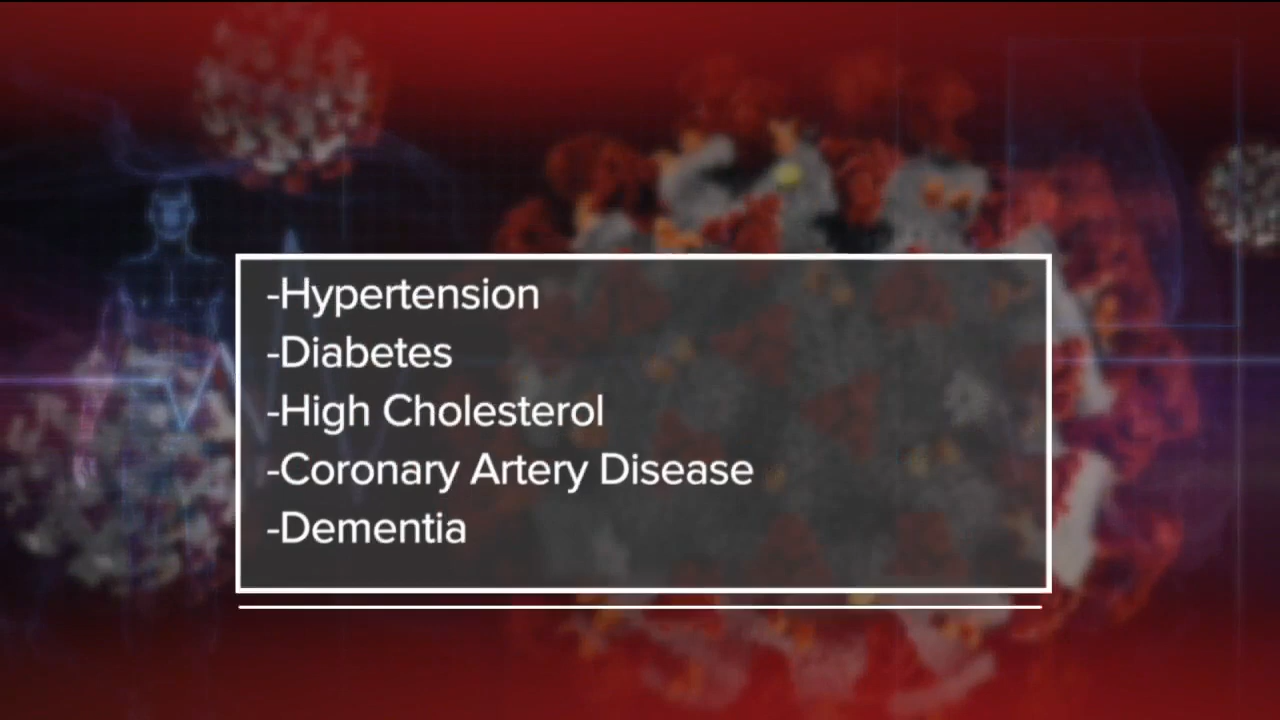 -Hypertension
-Diabetes
-High Cholesterol
-Coronary Artery Disease
-Dementia